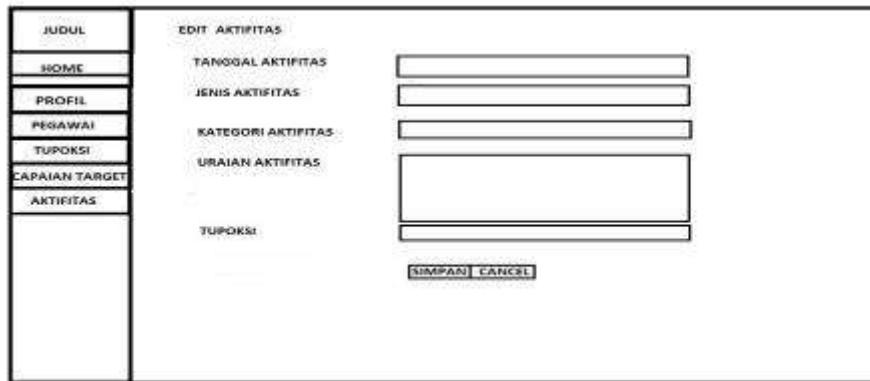 JUDUL
HOME
PROFIL
PEGAWAI
TUPOKSI
CAPAIAN TARGET
AKTIFITAS
EDIT AKTIFITAS
TANGGAL AKTIFITAS
JENIS AKTIFITAS
KATEGORI AKTIFITAS
URAIAN AKTIFITAS
TUPOKSI
SIMPAN CANCEL